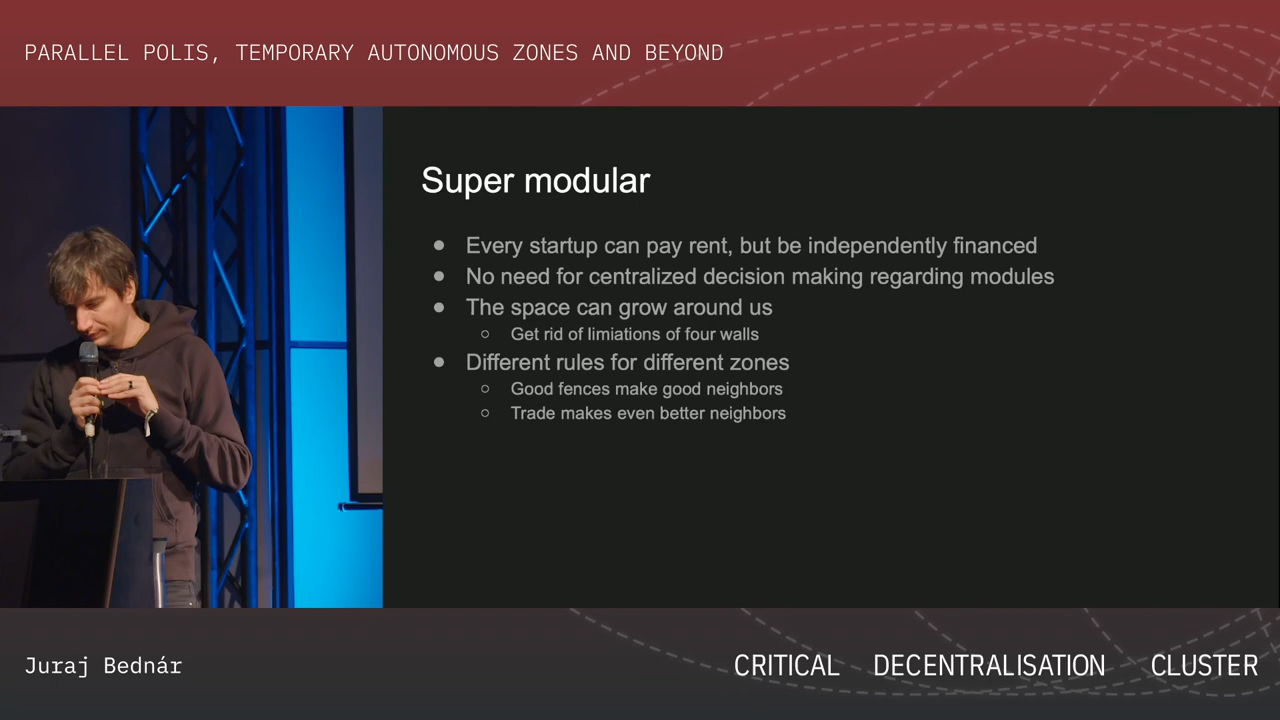 PARALLEL POLIS, TEMPORARY AUTONOMOUS ZONES AND BEYOND
Super modular
● Every startup can pay rent, but be independently financed
● No need for centralized decision making regarding modules
● The space can grow around us
○ Get rid of limiations of four walls
● Different rules for different zones
○ Good fences make good neighbors
○ Trade makes even better neighbors
Juraj Bednár
CRITICAL DECENTRALISATION CLUSTER